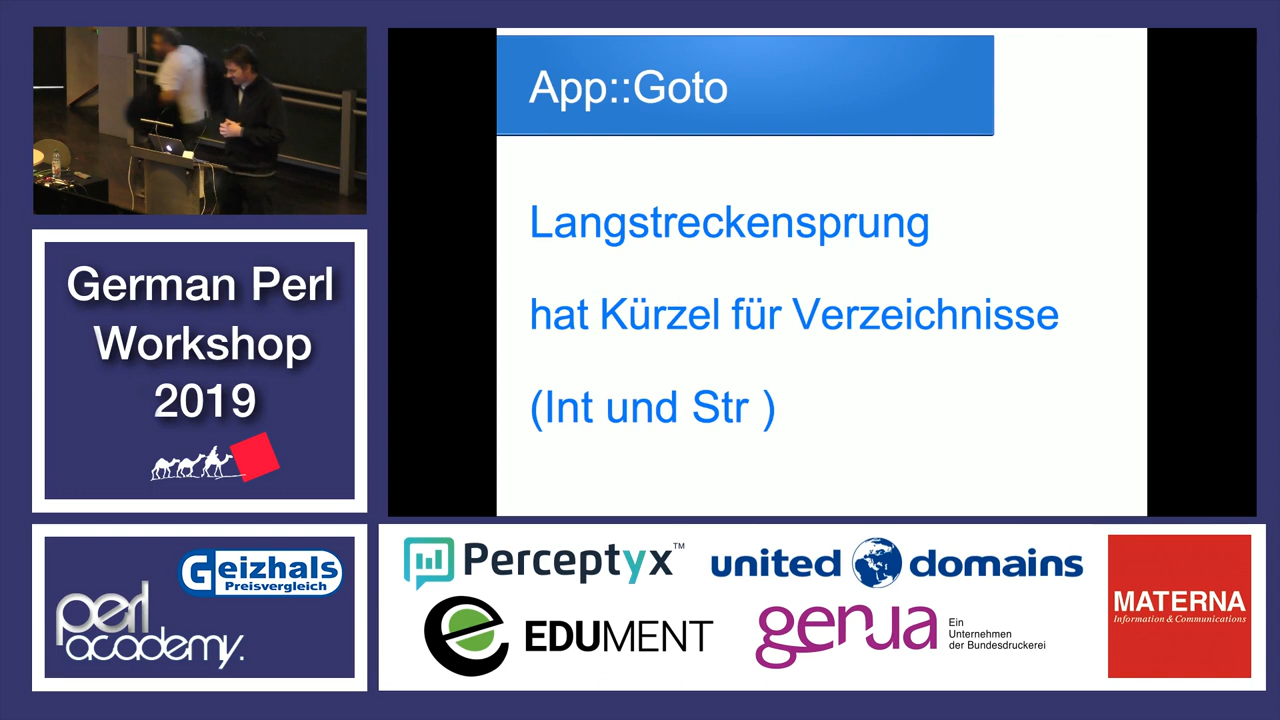 App::Goto
Langstreckensprung
hat Kürzel für Verzeichnisse
(Int und Str )
German Perl
Workshop
2019
Geizhals
Preisvergleich
perl
academy.
Perceptyx™
united domains
EDUMENT
genua
Ein
Unternehmen
der Bundesdruckerei
MATERNA
Information & Communications